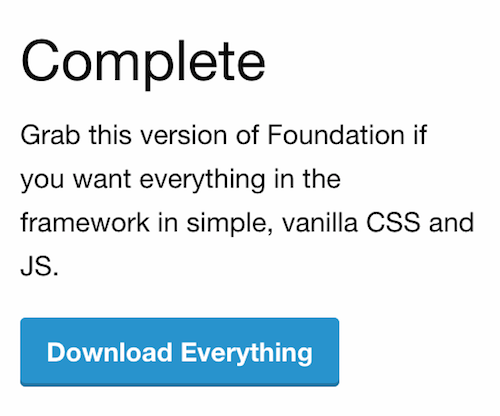 Complete
Grab this version of Foundation if
you want everything in the
framework in simple, vanilla CSS and
JS.
Download Everything